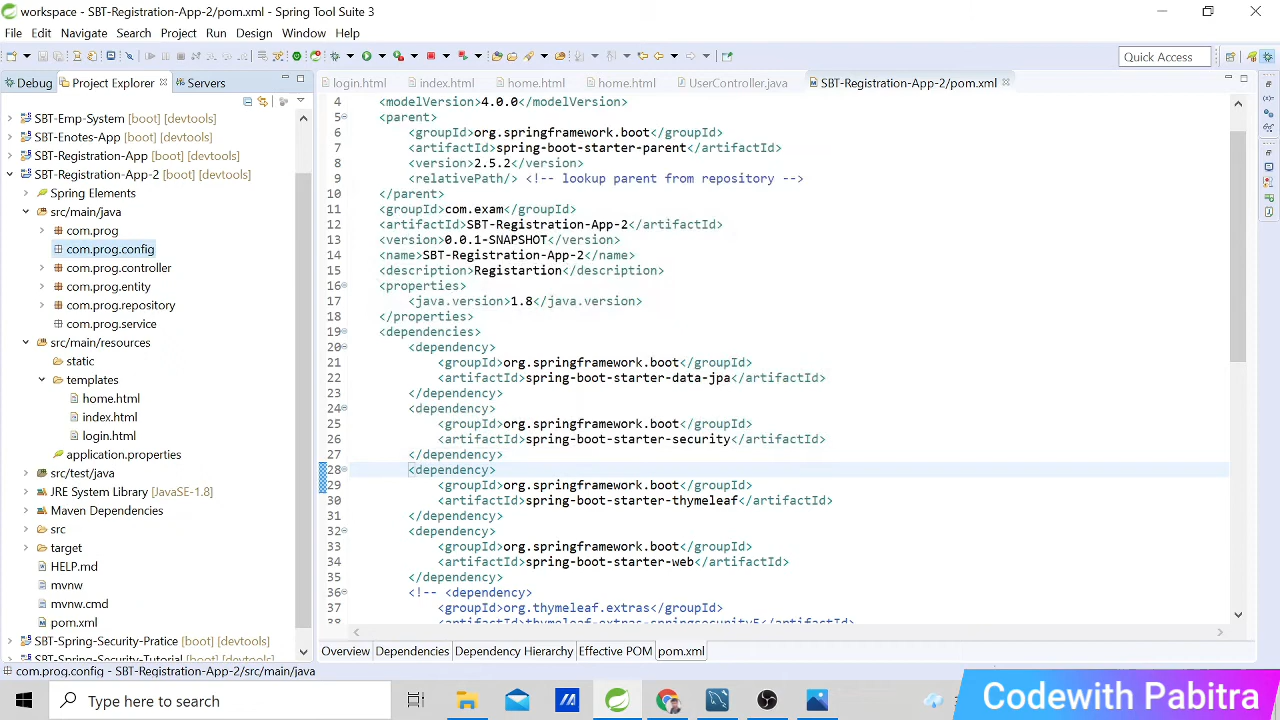 workspace - SBT-Registration-App-2/pom.xml - Spring Tool Suite 3
File Edit Navigate Search Project Run Design Window Help
Quick Access
Debug Project Explorer Servers
login.html index.html home.html home.html UserController.java SBT-Registration-App-2/pom.xml
SBT-Emp-System [boot] [devtools]
SBT-Enotes-App [boot] [devtools]
SBT-Registration-App [boot] [devtools]
SBT-Registration-App-2 [boot] [devtools]
Spring Elements
src/main/java
com.prog
com.prog.config
com.prog.controller
com.prog.entity
com.prog.repository
com.prog.service
src/main/resources
static
templates
home.html
index.html
login.html
application.properties
src/test/java
JRE System Library [JavaSE-1.8]
Maven Dependencies
src
target
HELP.md
mvnw
mvnw.cmd
pom.xml
SBT-Spring-Security-Pratice [boot] [devtools]
SBT-Spring-Security-Tutorial [boot] [devtools]
4 <modelVersion>4.0.0</modelVersion>
5 <parent>
6 <groupId>org.springframework.boot</groupId>
7 <artifactId>spring-boot-starter-parent</artifactId>
8 <version>2.5.2</version>
9 <relativePath/> <!-- lookup parent from repository -->
10 </parent>
11 <groupId>com.exam</groupId>
12 <artifactId>SBT-Registration-App-2</artifactId>
13 <version>0.0.1-SNAPSHOT</version>
14 <name>SBT-Registration-App-2</name>
15 <description>Registartion</description>
16 <properties>
17 <java.version>1.8</java.version>
18 </properties>
19 <dependencies>
20 <dependency>
21 <groupId>org.springframework.boot</groupId>
22 <artifactId>spring-boot-starter-data-jpa</artifactId>
23 </dependency>
24 <dependency>
25 <groupId>org.springframework.boot</groupId>
26 <artifactId>spring-boot-starter-security</artifactId>
27 </dependency>
28 <dependency>
29 <groupId>org.springframework.boot</groupId>
30 <artifactId>spring-boot-starter-thymeleaf</artifactId>
31 </dependency>
32 <dependency>
33 <groupId>org.springframework.boot</groupId>
34 <artifactId>spring-boot-starter-web</artifactId>
35 </dependency>
36 <!-- <dependency>
37 <groupId>org.thymeleaf.extras</groupId>
38 <artifactId>thymeleaf-extras-springsecurity5</artifactId>
Overview Dependencies Dependency Hierarchy Effective POM pom.xml
com.prog.config - SBT-Registration-App-2/src/main/java
Type here to search
Codewith Pabitra